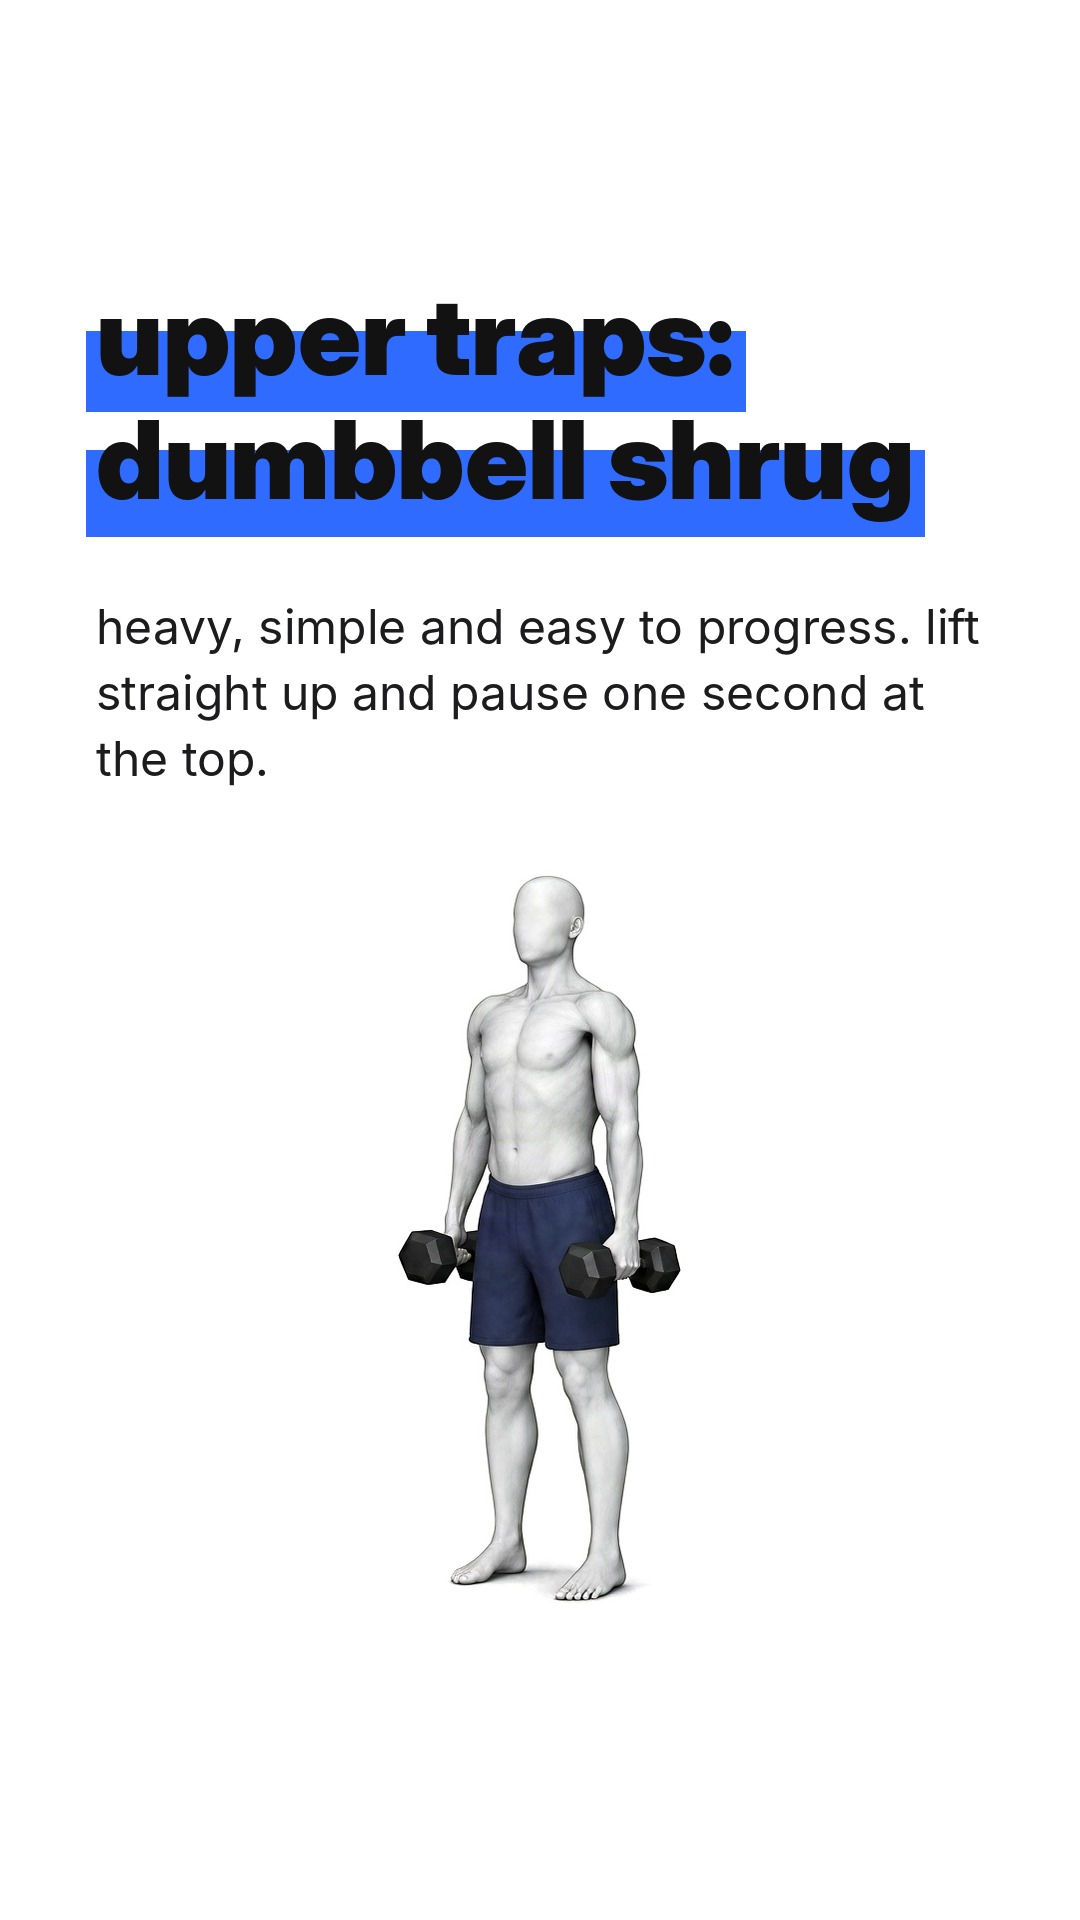 upper traps:
dumbbell shrug
heavy, simple and easy to progress. lift
straight up and pause one second at
the top.